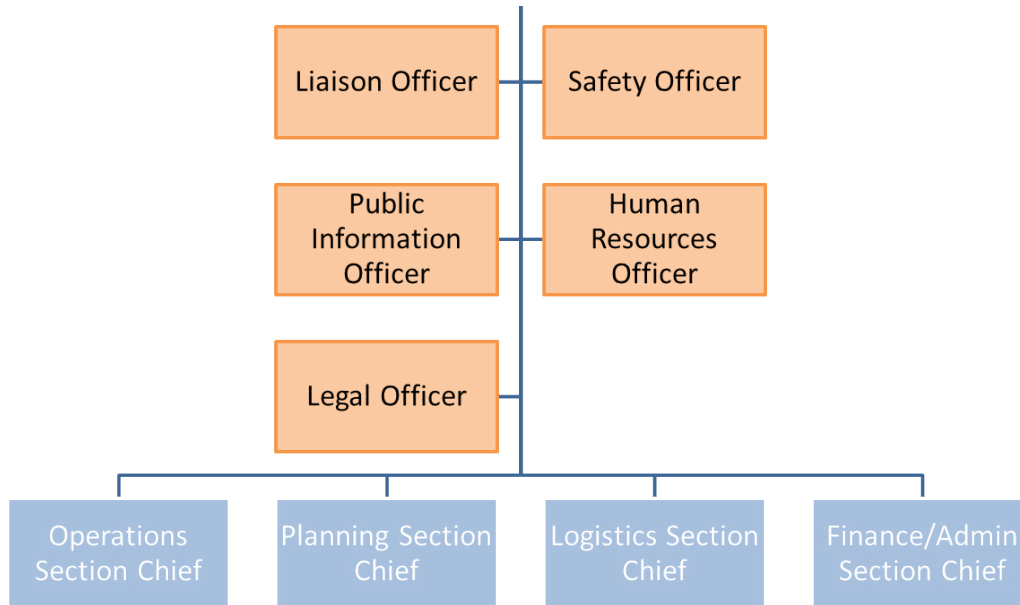 Liaison Officer
Safety Officer
Public
Information
Officer
Human
Resources
Officer
Legal Officer
Operations
Section Chief
Planning Section
Chief
Logistics Section
Chief
Finance/Admin
Section Chief